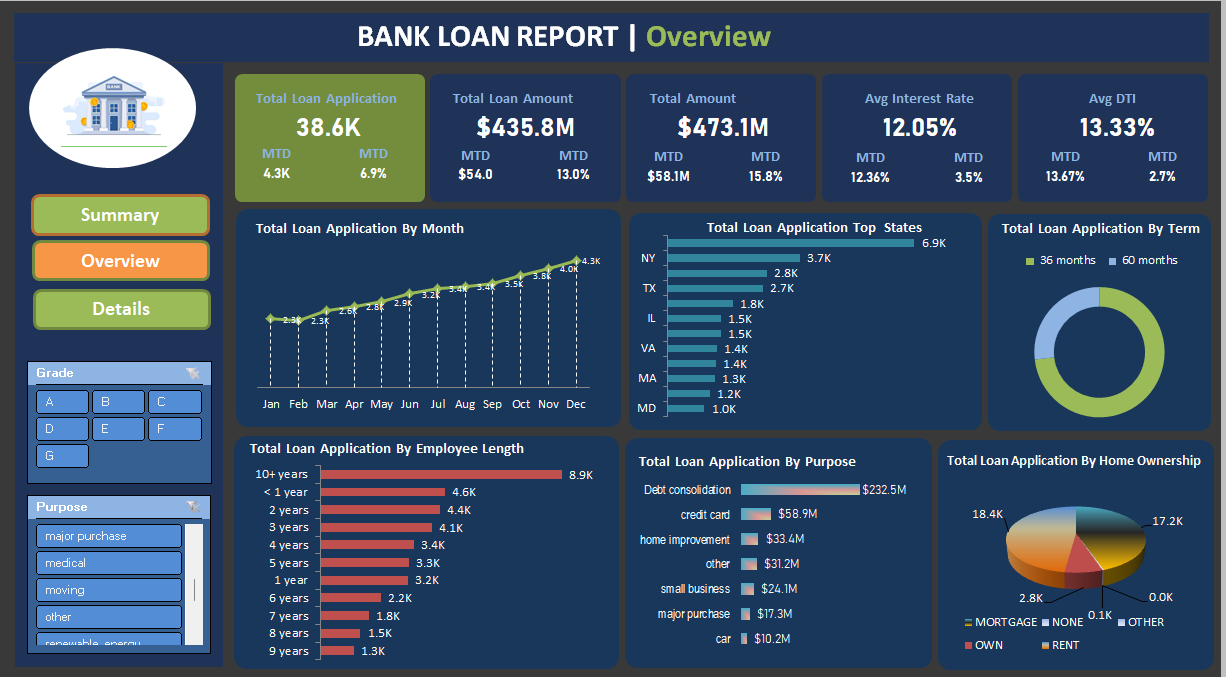 BANK LOAN REPORT | Overview
BANK
Summary
Overview
Details
Grade
A B C
D E F
G
Purpose
major purchase
medical
moving
other
renewable_energy
Total Loan Application
38.6K
MTD MTD
4.3K 6.9%
Total Loan Amount
$435.8M
MTD MTD
$54.0 13.0%
Total Amount
$473.1M
MTD MTD
$58.1M 15.8%
Avg Interest Rate
12.05%
MTD MTD
12.36% 3.5%
Avg DTI
13.33%
MTD MTD
13.67% 2.7%
Total Loan Application By Month
2.3K 2.3K 2.6K 2.8K 2.9K 3.2K 3.4K 3.4K 3.5K 3.8K 4.0K 4.3K
Jan Feb Mar Apr May Jun Jul Aug Sep Oct Nov Dec
Total Loan Application Top States
6.9K
NY 3.7K
2.8K
TX 2.7K
1.8K
IL 1.5K
1.5K
VA 1.4K
1.4K
MA 1.3K
1.2K
MD 1.0K
Total Loan Application By Term
36 months 60 months
Total Loan Application By Employee Length
10+ years 8.9K
< 1 year 4.6K
2 years 4.4K
3 years 4.1K
4 years 3.4K
5 years 3.3K
1 year 3.2K
6 years 2.2K
7 years 1.8K
8 years 1.5K
9 years 1.3K
Total Loan Application By Purpose
Debt consolidation $232.5M
credit card $58.9M
home improvement $33.4M
other $31.2M
small business $24.1M
major purchase $17.3M
car $10.2M
Total Loan Application By Home Ownership
18.4K 17.2K
2.8K 0.1K 0.0K
MORTGAGE NONE OTHER
OWN RENT